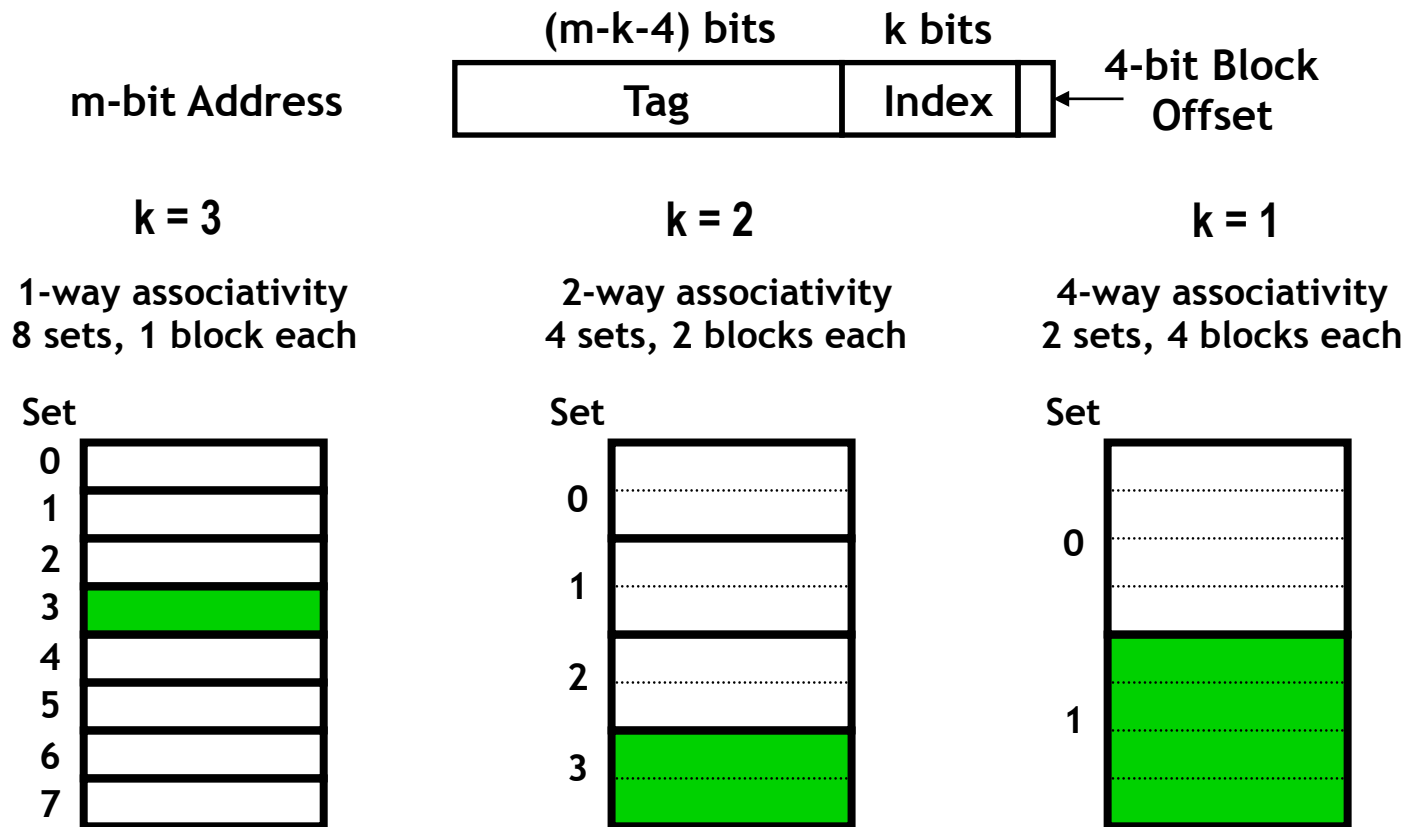 (m-k-4) bits
k bits
m-bit Address
Tag
Index
4-bit Block
Offset
k = 3
1-way associativity
8 sets, 1 block each
Set
0
1
2
3
4
5
6
7
k = 2
2-way associativity
4 sets, 2 blocks each
Set
0
1
2
3
k = 1
4-way associativity
2 sets, 4 blocks each
Set
0
1